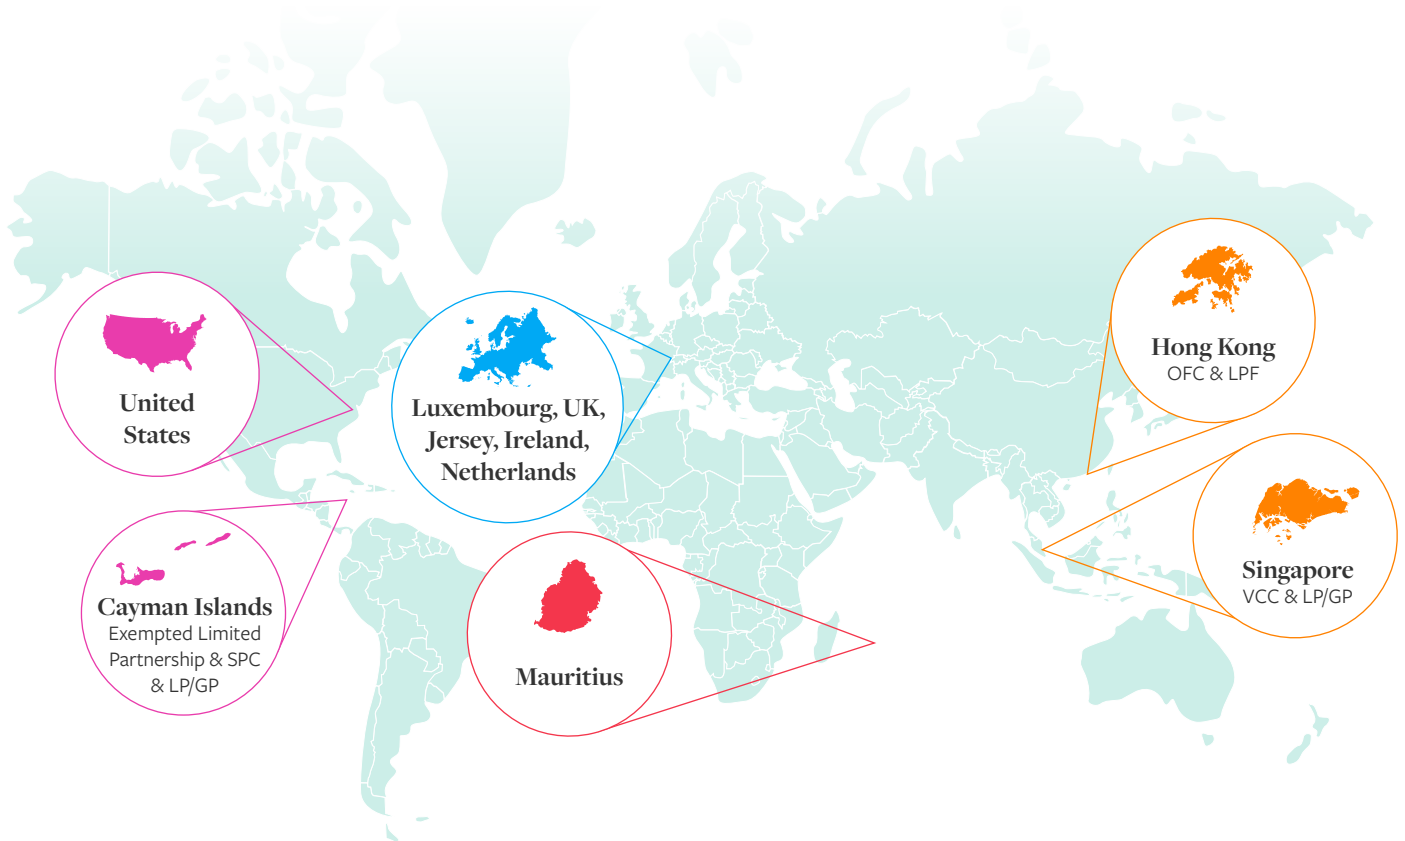 United
States
Cayman Islands
Exempted Limited
Partnership & SPC
& LP/GP
Luxembourg, UK,
Jersey, Ireland,
Netherlands
Mauritius
Hong Kong
OFC & LPF
Singapore
VCC & LP/GP